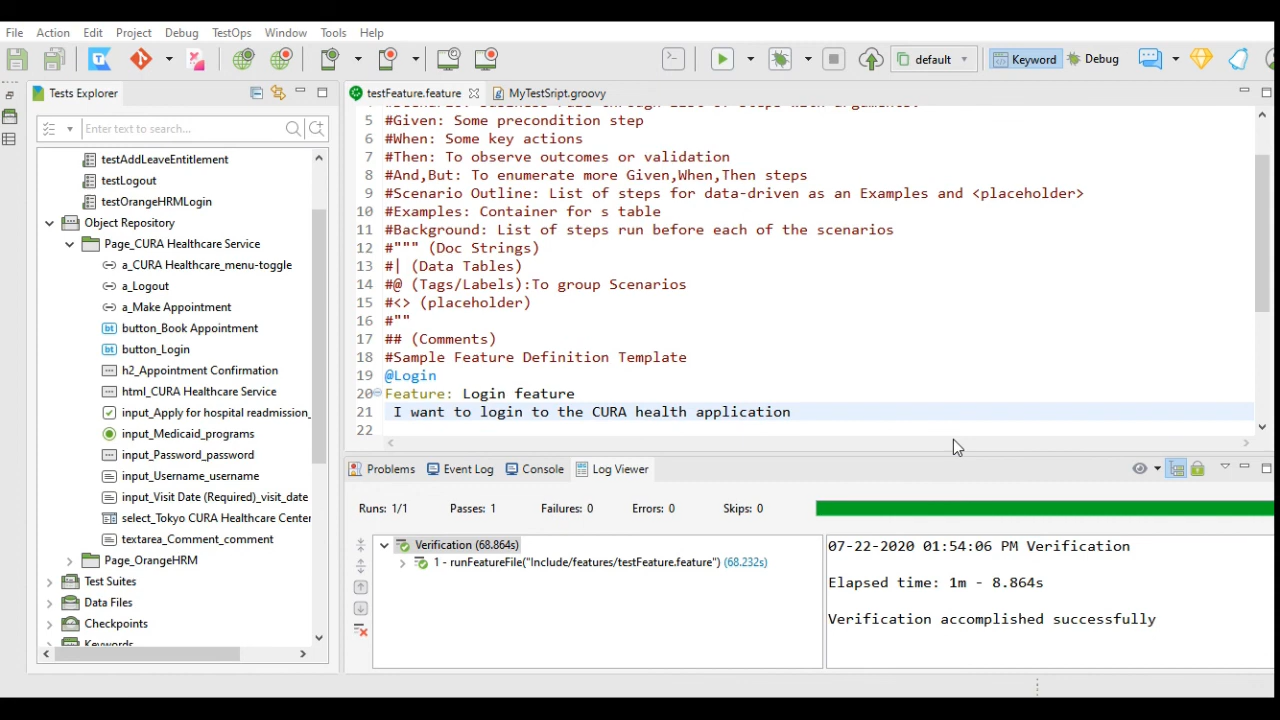 File Action Edit Project Debug TestOps Window Tools Help
default Keyword Debug
Tests Explorer
Enter text to search...
testAddLeaveEntitlement
testLogout
testOrangeHRMLogin
Object Repository
Page_CURA Healthcare Service
a_CURA Healthcare_menu-toggle
a_Logout
a_Make Appointment
button_Book Appointment
button_Login
h2_Appointment Confirmation
html_CURA Healthcare Service
input_Apply for hospital readmission_
input_Medicaid_programs
input_Password_password
input_Username_username
input_Visit Date (Required)_visit_date
select_Tokyo CURA Healthcare Center
textarea_Comment_comment
Page_OrangeHRM
Test Suites
Data Files
Checkpoints
Keywords
testFeature.feature MyTestSript.groovy
5 #Given: Some precondition step
6 #When: Some key actions
7 #Then: To observe outcomes or validation
8 #And,But: To enumerate more Given,When,Then steps
9 #Scenario Outline: List of steps for data-driven as an Examples and <placeholder>
10 #Examples: Container for s table
11 #Background: List of steps run before each of the scenarios
12 #""" (Doc Strings)
13 #| (Data Tables)
14 #@ (Tags/Labels):To group Scenarios
15 #<> (placeholder)
16 #""
17 ## (Comments)
18 #Sample Feature Definition Template
19 @Login
20 Feature: Login feature
21 I want to login to the CURA health application
22
Problems Event Log Console Log Viewer
Runs: 1/1 Passes: 1 Failures: 0 Errors: 0 Skips: 0
Verification (68.864s)
1 - runFeatureFile("Include/features/testFeature.feature") (68.232s)
07-22-2020 01:54:06 PM Verification
Elapsed time: 1m - 8.864s
Verification accomplished successfully